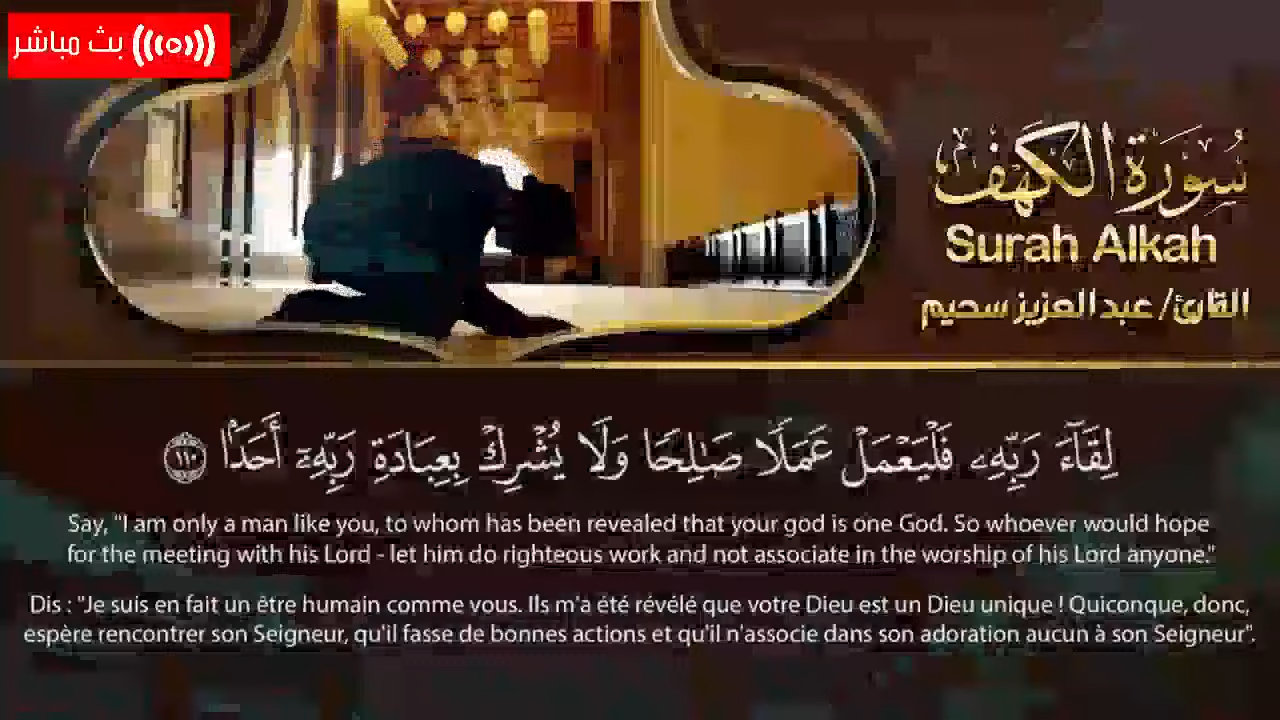 بث مباشر
سُورَةُ الكَهْف
Surah Alkah
القارئ/ عبد العزيز سحيم
لِقَآءَ رَبِّهِۦ فَلْيَعْمَلْ عَمَلًا صَـٰلِحًا وَلَا يُشْرِكْ بِعِبَادَةِ رَبِّهِۦٓ أَحَدًۢا ١١٠
Say, "I am only a man like you, to whom has been revealed that your god is one God. So whoever would hope
for the meeting with his Lord - let him do righteous work and not associate in the worship of his Lord anyone."
Dis : "Je suis en fait un être humain comme vous. Ils m'a été révélé que votre Dieu est un Dieu unique ! Quiconque, donc,
espère rencontrer son Seigneur, qu'il fasse de bonnes actions et qu'il n'associe dans son adoration aucun à son Seigneur".